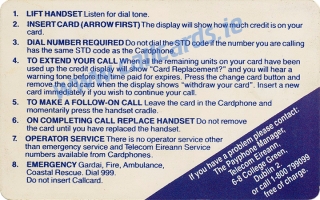 1. LIFT HANDSET Listen for dial tone.
2. INSERT CARD (ARROW FIRST) The display will show how much credit is on your
card.
3. DIAL NUMBER REQUIRED Do not dial the STD code if the number you are calling
has the same STD code as the Cardphone.
4. TO EXTEND YOUR CALL When all the remaining units on your card have been
used up the credit display will show "Card Replacement?" and you will hear a
warning tone before the card expires. Press the change card button and
remove the old card when the display shows "withdraw your card". Insert a new
card immediately if you wish to continue your call.
5. TO MAKE A FOLLOW-ON CALL Leave the card in the Cardphone and
momentarily press the handset cradle.
6. ON COMPLETING CALL REPLACE HANDSET Do not remove
the card until you have replaced the handset.
7. OPERATOR SERVICE There is no operator service other
than emergency service and Telecom Eireann Service
numbers available from Cardphones.
8. EMERGENCY Gardai, Fire, Ambulance,
Coastal Rescue. Dial 999.
Do not insert Callcard.
If you have a problem please contact:
The Payphone Manager,
Telecom Eireann,
6-8 College Green,
Dublin 2.
or call 1-800 799099
free of charge.